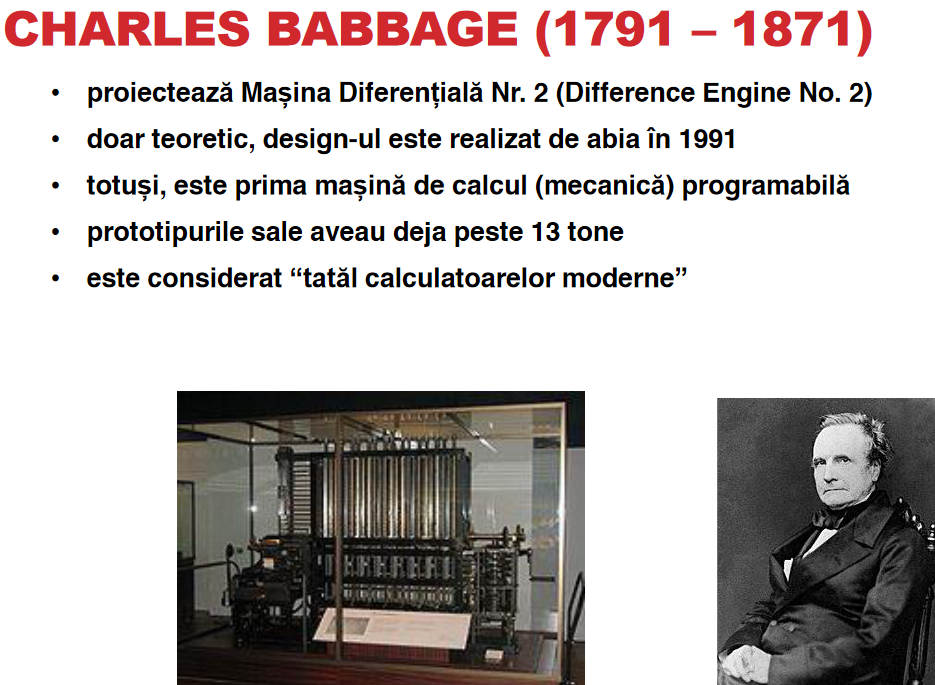 CHARLES BABBAGE (1791 – 1871)
• proiectează Mașina Diferențială Nr. 2 (Difference Engine No. 2)
• doar teoretic, design-ul este realizat de abia în 1991
• totuși, este prima mașină de calcul (mecanică) programabilă
• prototipurile sale aveau deja peste 13 tone
• este considerat “tatăl calculatoarelor moderne”